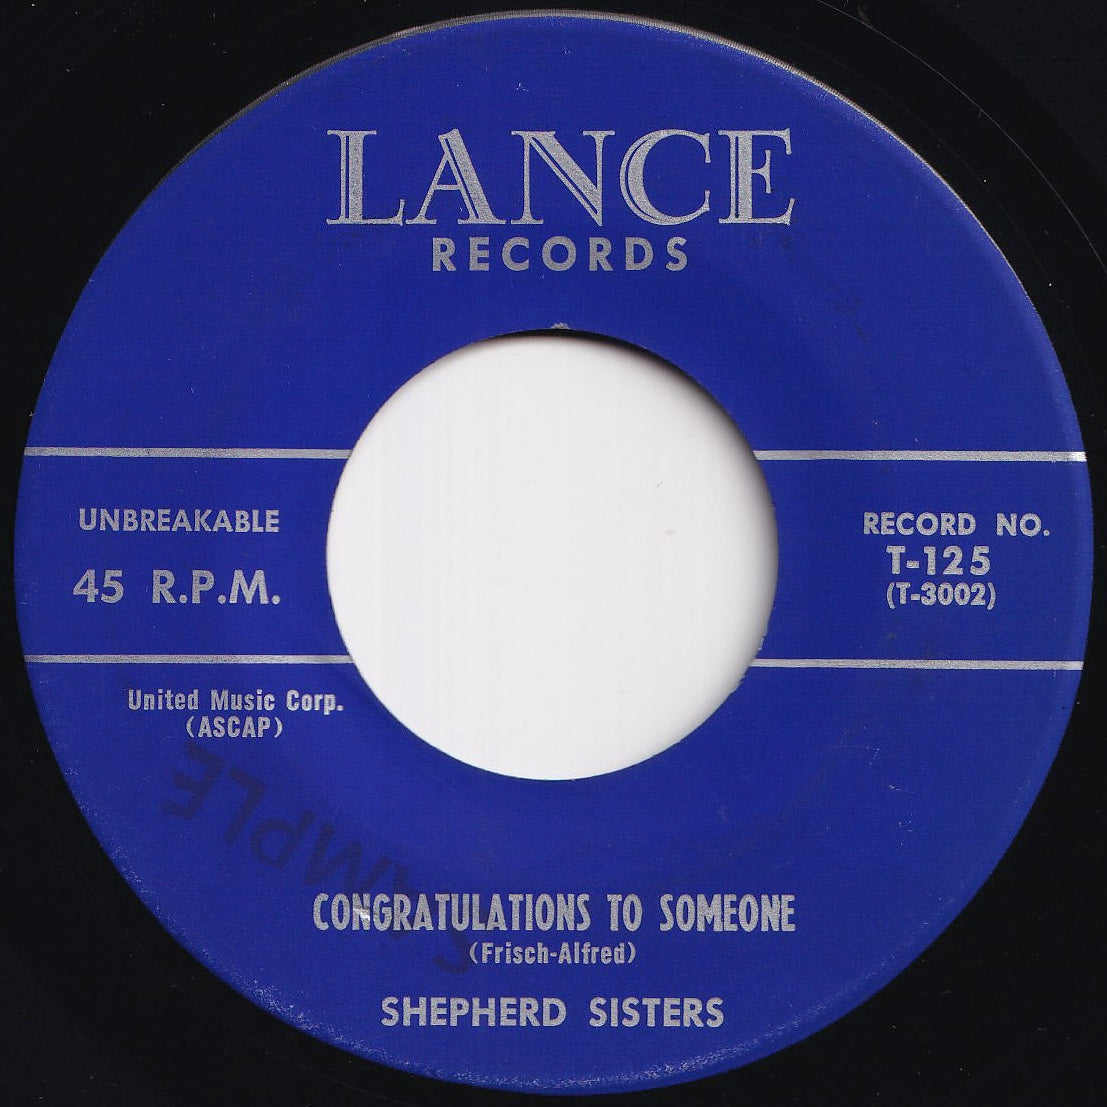 LANCE
RECORDS
UNBREAKABLE
45 R.P.M.
RECORD NO.
T-125
(T-3002)
United Music Corp.
(ASCAP)
SAMPLE
CONGRATULATIONS TO SOMEONE
(Frisch-Alfred)
SHEPHERD SISTERS